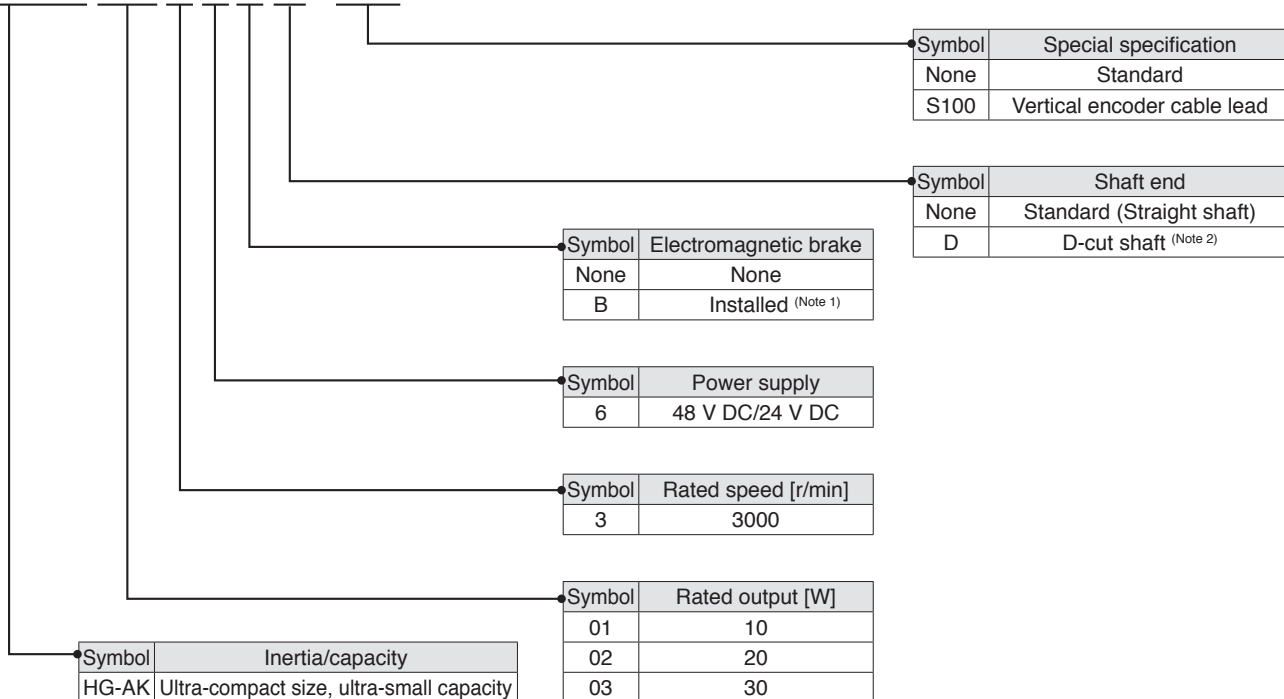 Symbol Special specification
None Standard
S100 Vertical encoder cable lead
Symbol Shaft end
None Standard (Straight shaft)
D D-cut shaft (Note 2)
Symbol Electromagnetic brake
None None
B Installed (Note 1)
Symbol Power supply
6 48 V DC/24 V DC
Symbol Rated speed [r/min]
3 3000
Symbol Rated output [W]
01 10
02 20
03 30
Symbol Inertia/capacity
HG-AK Ultra-compact size, ultra-small capacity